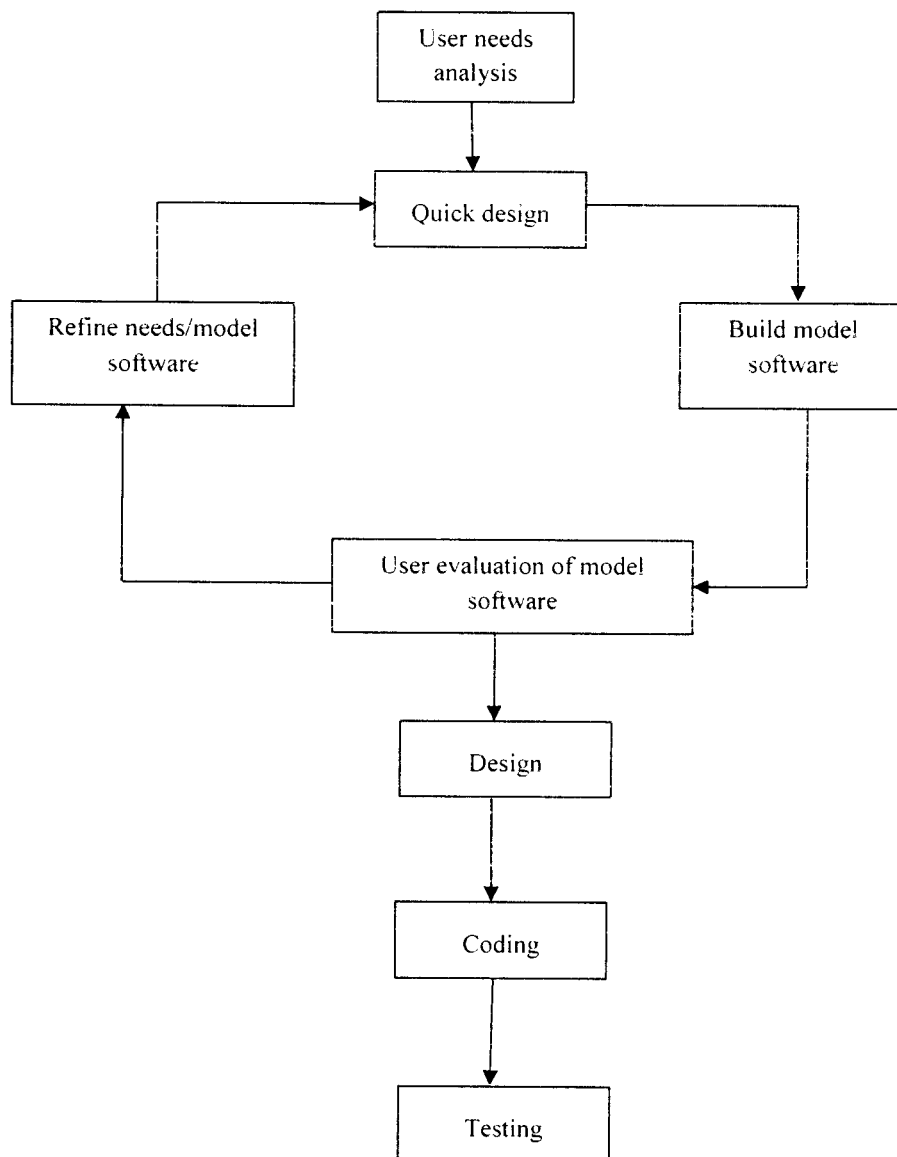 User needs
analysis
Quick design
Refine needs/model
software
Build model
software
User evaluation of model
software
Design
Coding
Testing